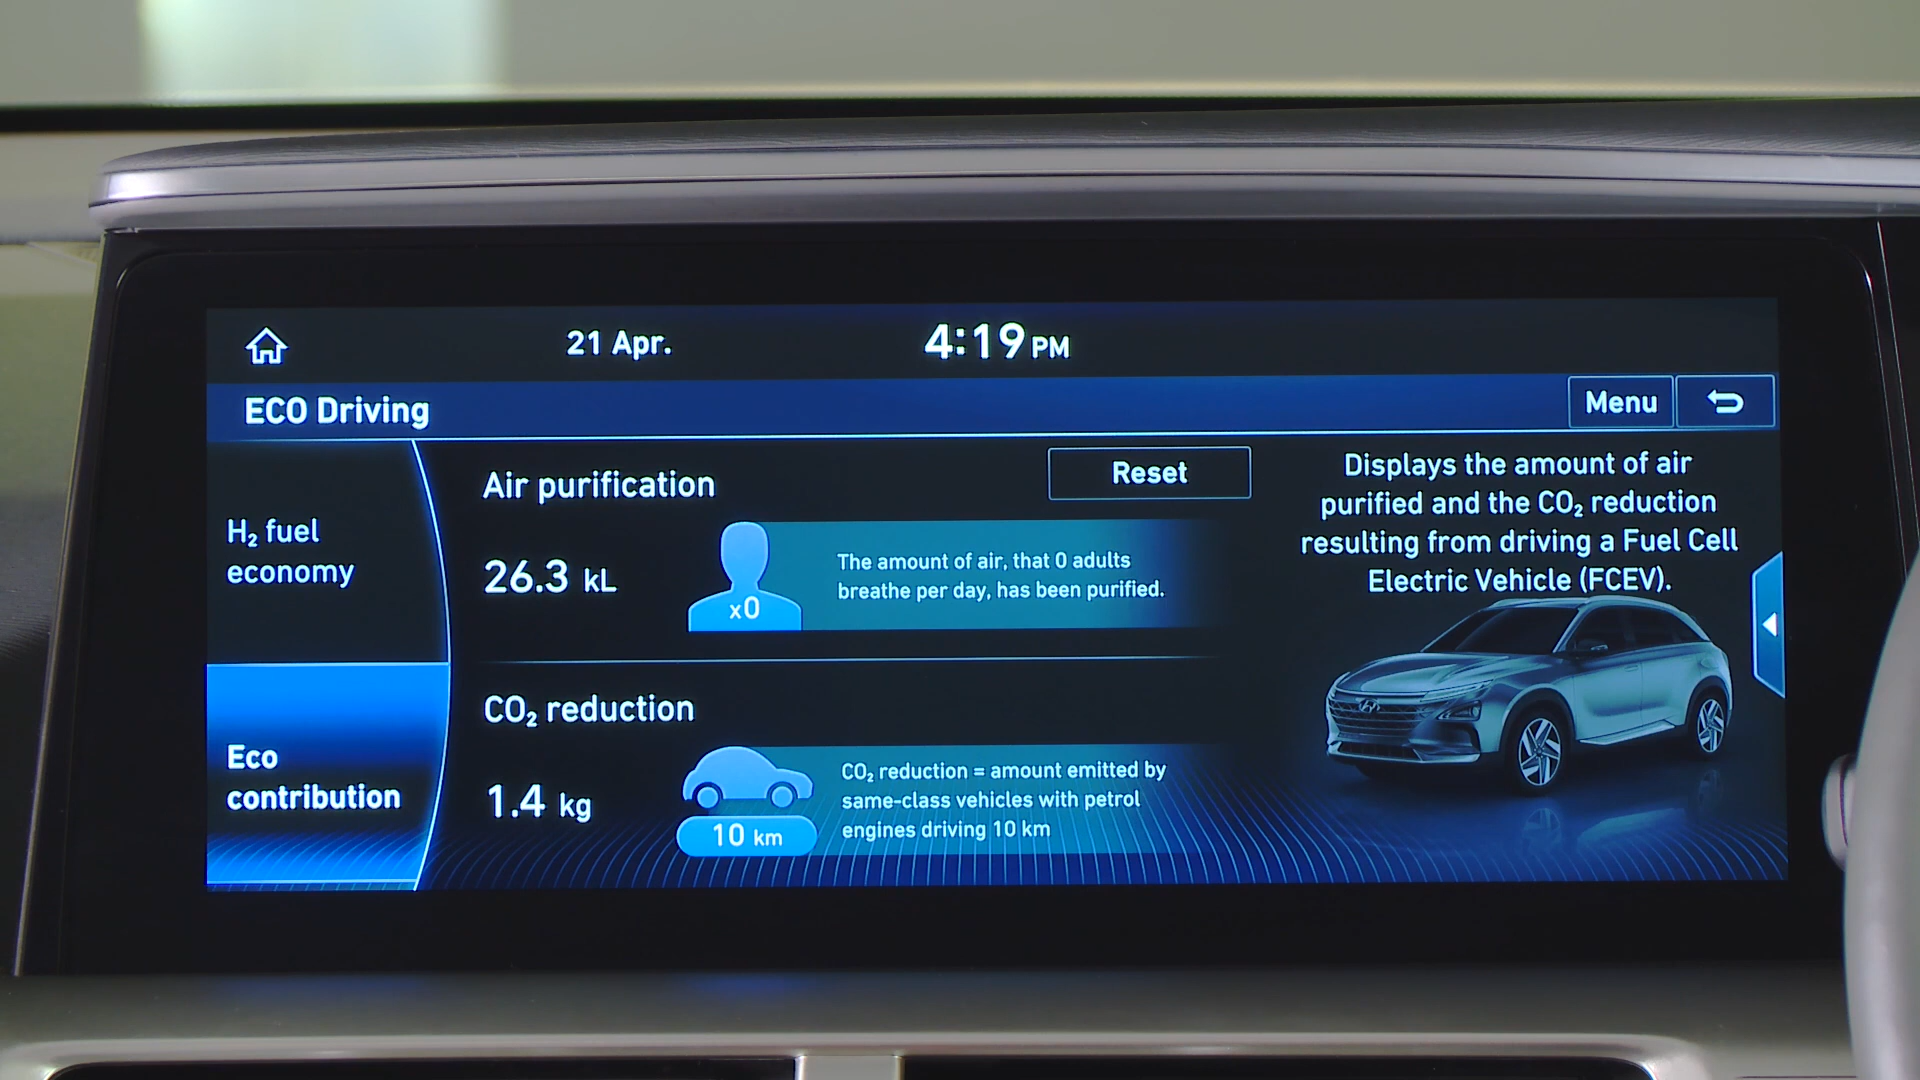 21 Apr.
4:19 PM
ECO Driving
Menu
H₂ fuel
economy
Eco
contribution
Air purification
Reset
26.3 kL
x0
The amount of air, that 0 adults
breathe per day, has been purified.
CO₂ reduction
1.4 kg
10 km
CO₂ reduction = amount emitted by
same-class vehicles with petrol
engines driving 10 km
Displays the amount of air
purified and the CO₂ reduction
resulting from driving a Fuel Cell
Electric Vehicle (FCEV).